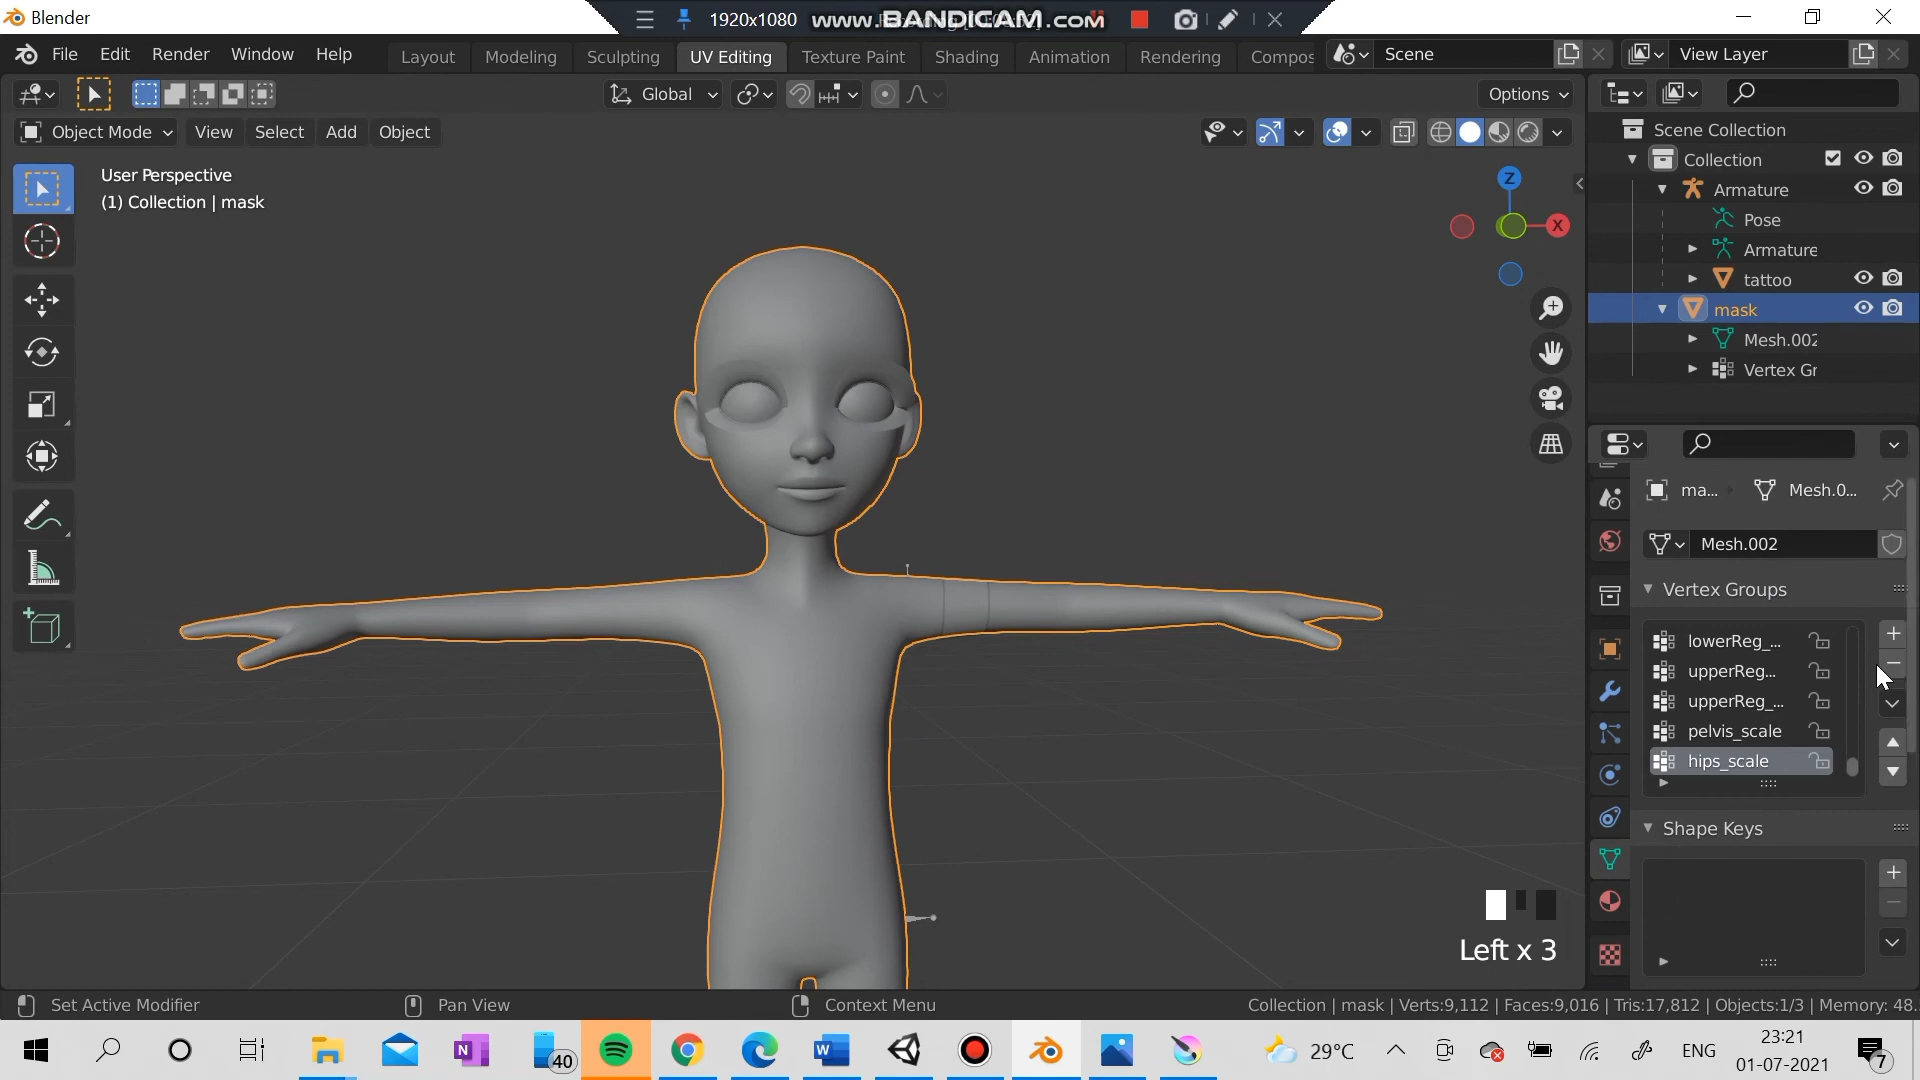 Blender
1920x1080 www.BANDICAM.com
File Edit Render Window Help
Layout Modeling Sculpting UV Editing Texture Paint Shading Animation Rendering Compos
Scene
View Layer
Global
Options
Object Mode View Select Add Object
User Perspective
(1) Collection | mask
Z
X
Scene Collection
Collection
Armature
Pose
Armature
tattoo
mask
Mesh.002
Vertex Gr
ma... Mesh.0...
Mesh.002
Vertex Groups
lowerReg_...
upperReg...
upperReg_...
pelvis_scale
hips_scale
Shape Keys
Left x 3
Set Active Modifier Pan View Context Menu
Collection | mask | Verts:9,112 | Faces:9,016 | Tris:17,812 | Objects:1/3 | Memory: 48.
40
29°C
ENG
23:21
01-07-2021
7